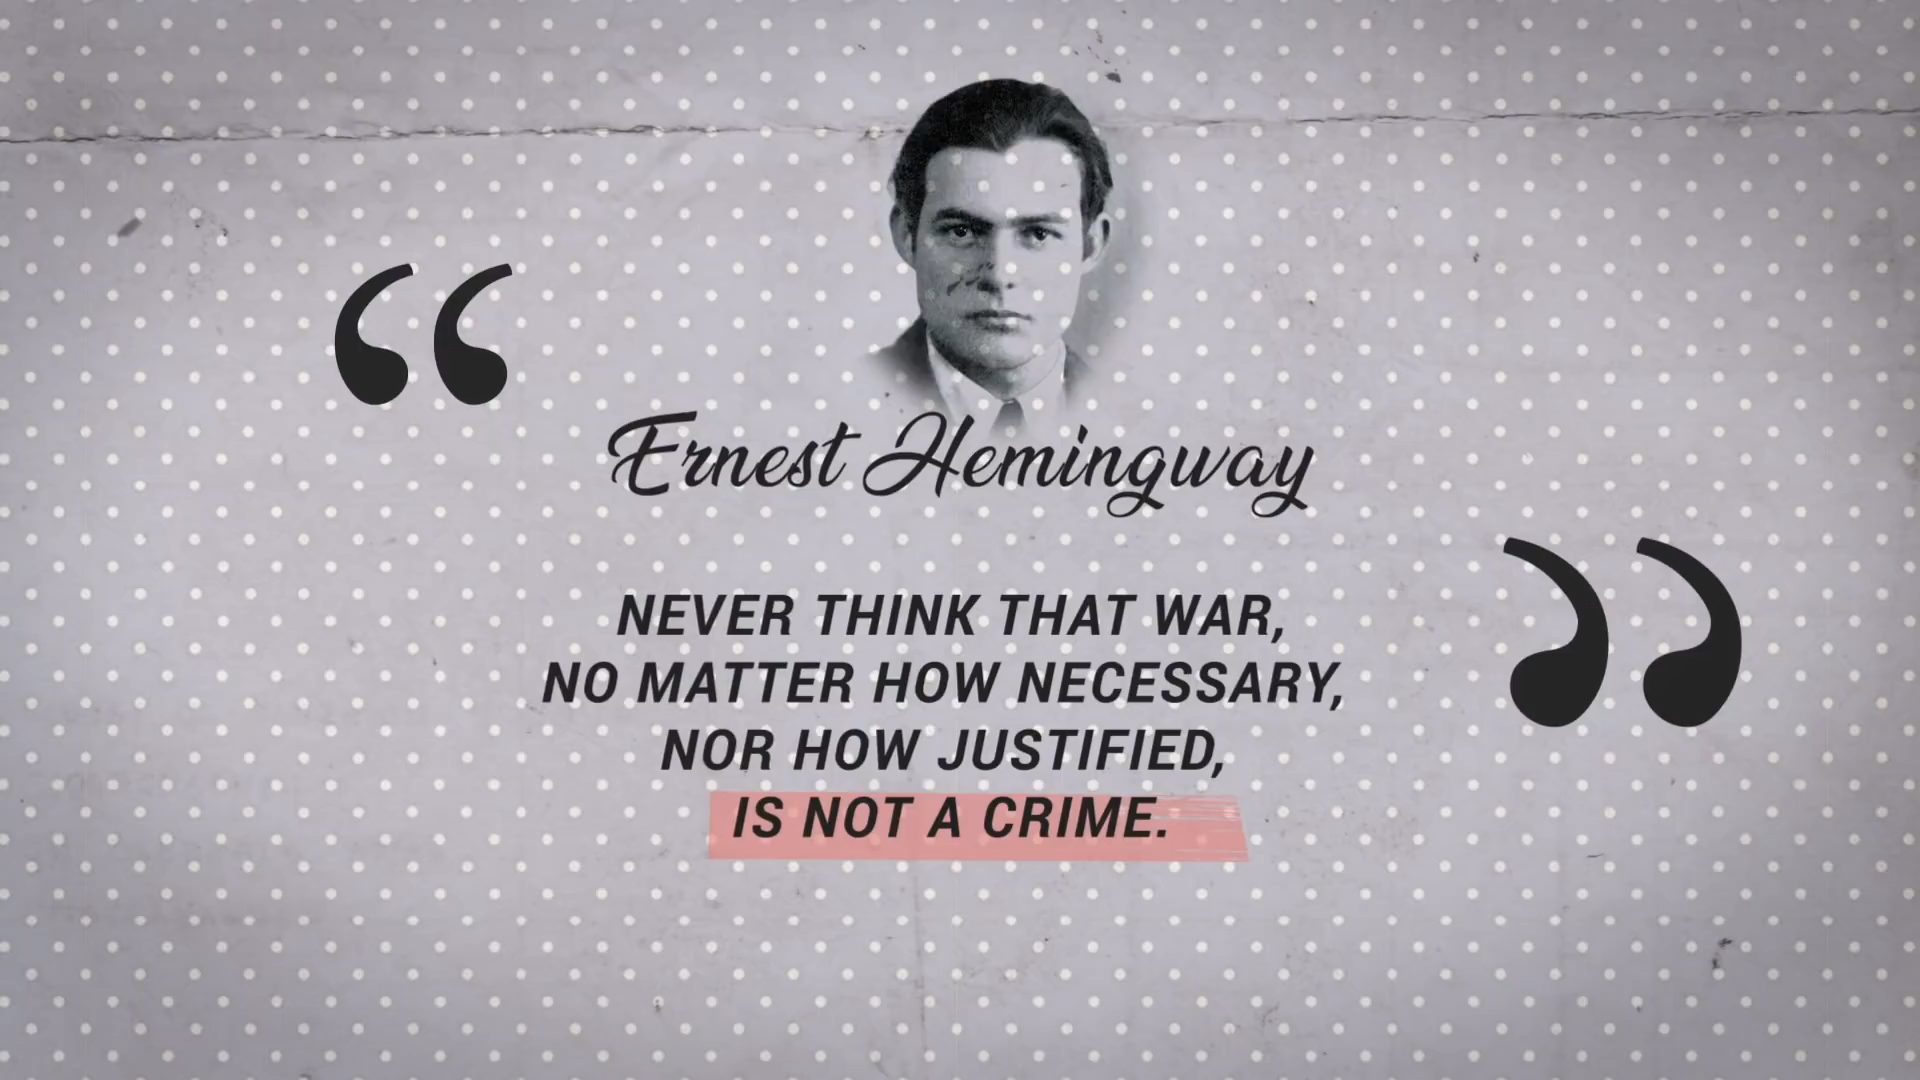 “
Ernest Hemingway
NEVER THINK THAT WAR,
NO MATTER HOW NECESSARY,
NOR HOW JUSTIFIED,
IS NOT A CRIME.
”